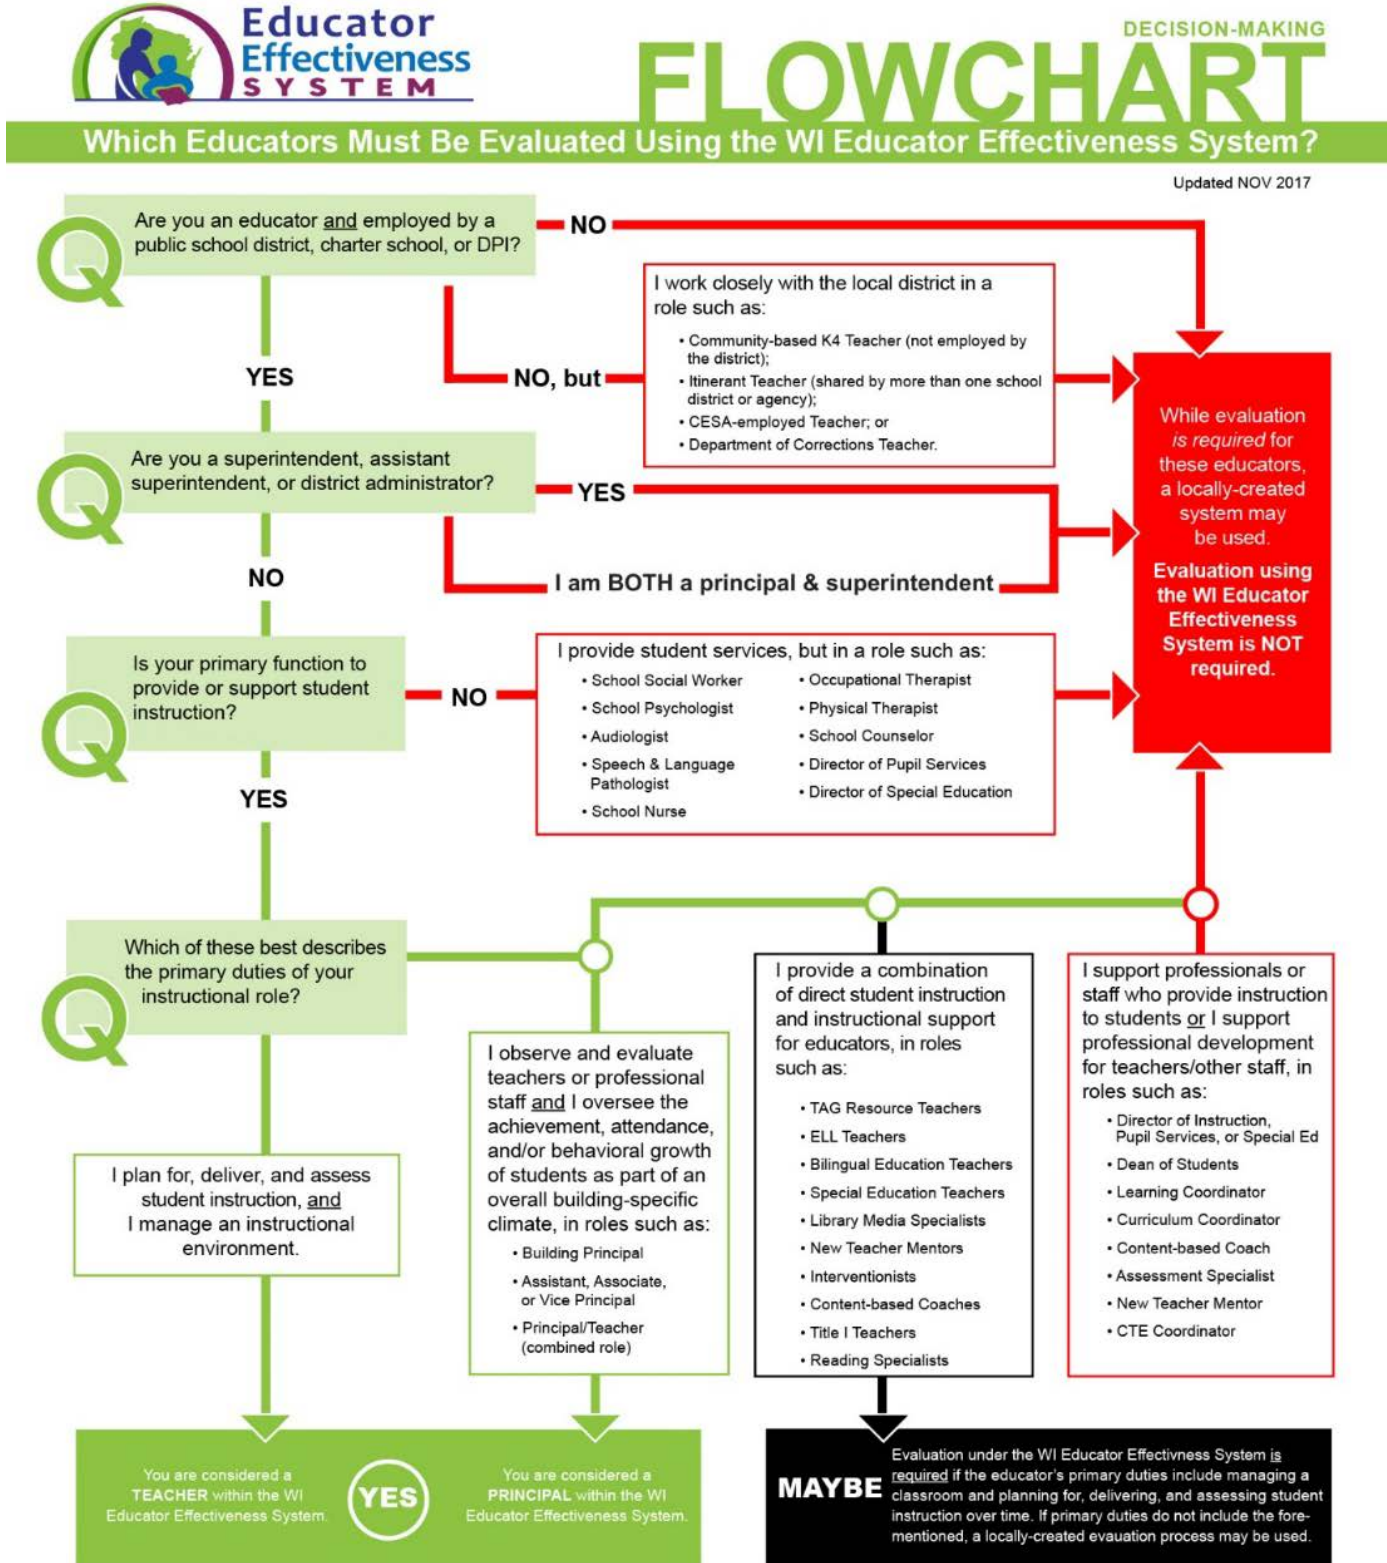 Educator
Effectiveness
SYSTEM
DECISION-MAKING
FLOWCHART
Which Educators Must Be Evaluated Using the WI Educator Effectiveness System?
Updated NOV 2017
Q
Are you an educator and employed by a
public school district, charter school, or DPI?
NO
I work closely with the local district in a
role such as:
• Community-based K4 Teacher (not employed by
the district);
• Itinerant Teacher (shared by more than one school
district or agency);
• CESA-employed Teacher; or
• Department of Corrections Teacher.
NO, but
YES
While evaluation
is required for
these educators,
a locally-created
system may
be used.
Evaluation using
the WI Educator
Effectiveness
System is NOT
required.
Q
Are you a superintendent, assistant
superintendent, or district administrator?
YES
I am BOTH a principal & superintendent
NO
Q
Is your primary function to
provide or support student
instruction?
NO
I provide student services, but in a role such as:
• School Social Worker
• School Psychologist
• Audiologist
• Speech & Language
Pathologist
• School Nurse
• Occupational Therapist
• Physical Therapist
• School Counselor
• Director of Pupil Services
• Director of Special Education
YES
Q
Which of these best describes
the primary duties of your
instructional role?
I plan for, deliver, and assess
student instruction, and
I manage an instructional
environment.
I observe and evaluate
teachers or professional
staff and I oversee the
achievement, attendance,
and/or behavioral growth
of students as part of an
overall building-specific
climate, in roles such as:
• Building Principal
• Assistant, Associate,
or Vice Principal
• Principal/Teacher
(combined role)
I provide a combination
of direct student instruction
and instructional support
for educators, in roles
such as:
• TAG Resource Teachers
• ELL Teachers
• Bilingual Education Teachers
• Special Education Teachers
• Library Media Specialists
• New Teacher Mentors
• Interventionists
• Content-based Coaches
• Title I Teachers
• Reading Specialists
I support professionals or
staff who provide instruction
to students or I support
professional development
for teachers/other staff, in
roles such as:
• Director of Instruction,
Pupil Services, or Special Ed
• Dean of Students
• Learning Coordinator
• Curriculum Coordinator
• Content-based Coach
• Assessment Specialist
• New Teacher Mentor
• CTE Coordinator
You are considered a
TEACHER within the WI
Educator Effectiveness System.
YES
You are considered a
PRINCIPAL within the WI
Educator Effectiveness System.
MAYBE
Evaluation under the WI Educator Effectivness System is
required if the educator's primary duties include managing a
classroom and planning for, delivering, and assessing student
instruction over time. If primary duties do not include the fore-
mentioned, a locally-created evauation process may be used.